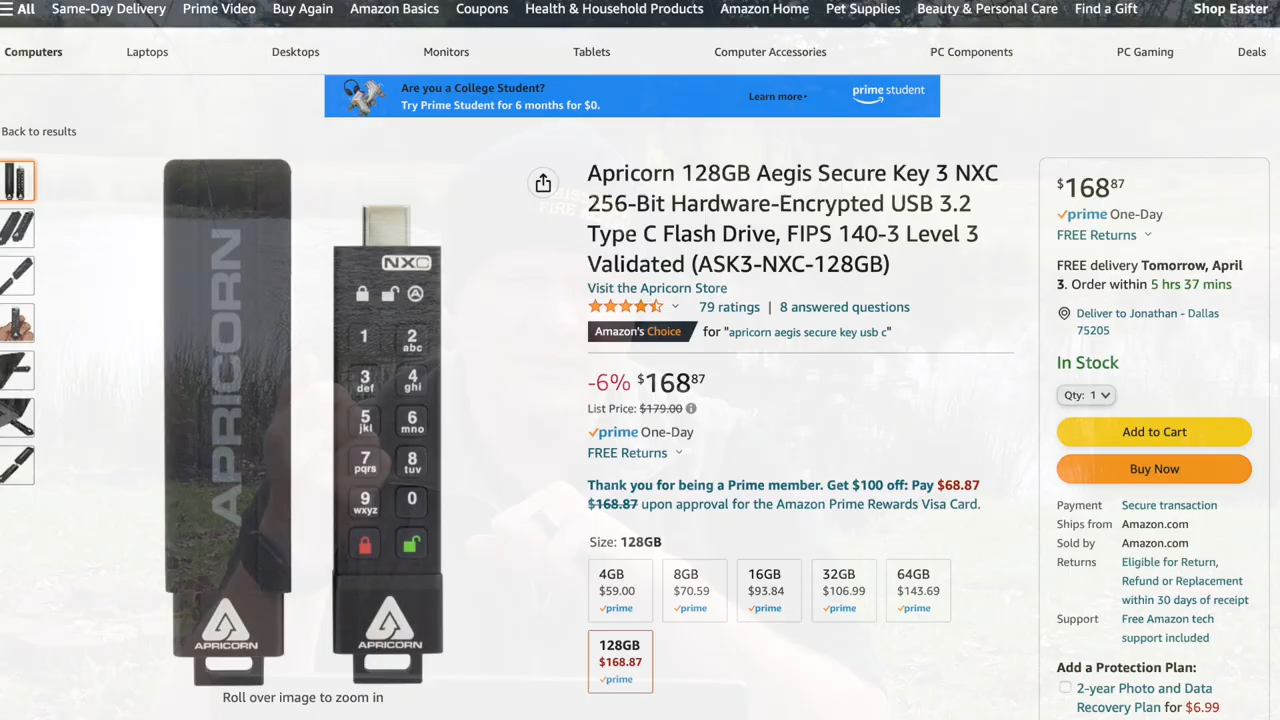 All Same-Day Delivery Prime Video Buy Again Amazon Basics Coupons Health & Household Products Amazon Home Pet Supplies Beauty & Personal Care Find a Gift Shop Easter
Computers Laptops Desktops Monitors Tablets Computer Accessories PC Components PC Gaming Deals
Are you a College Student?
Try Prime Student for 6 months for $0.
Learn more
prime student
Back to results
APRICORN
APRICORN
NXC
1 2 abc
3 def 4 ghi
5 jkl 6 mno
7 pqrs 8 tuv
9 wxyz 0
APRICORN
Roll over image to zoom in
Apricorn 128GB Aegis Secure Key 3 NXC
256-Bit Hardware-Encrypted USB 3.2
Type C Flash Drive, FIPS 140-3 Level 3
Validated (ASK3-NXC-128GB)
Visit the Apricorn Store
79 ratings | 8 answered questions
Amazon's Choice for "apricorn aegis secure key usb c"
-6% $168 87
List Price: $179.00
prime One-Day
FREE Returns
Thank you for being a Prime member. Get $100 off: Pay $68.87
$168.87 upon approval for the Amazon Prime Rewards Visa Card.
Size: 128GB
4GB 8GB 16GB 32GB 64GB
$59.00 $70.59 $93.84 $106.99 $143.69
prime prime prime prime prime
128GB
$168.87
prime
$168 87
prime One-Day
FREE Returns
FREE delivery Tomorrow, April
3. Order within 5 hrs 37 mins
Deliver to Jonathan - Dallas
75205
In Stock
Qty: 1
Add to Cart
Buy Now
Payment Secure transaction
Ships from Amazon.com
Sold by Amazon.com
Returns Eligible for Return,
Refund or Replacement
within 30 days of receipt
Support Free Amazon tech
support included
Add a Protection Plan:
2-year Photo and Data
Recovery Plan for $6.99